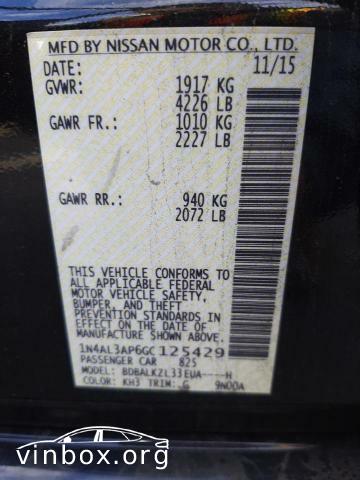 MFD BY NISSAN MOTOR CO., LTD.
DATE: 11/15
GVWR: 1917 KG
4226 LB
GAWR FR.: 1010 KG
2227 LB
GAWR RR.: 940 KG
2072 LB
THIS VEHICLE CONFORMS TO
ALL APPLICABLE FEDERAL
MOTOR VEHICLE SAFETY,
BUMPER, AND THEFT
PREVENTION STANDARDS IN
EFFECT ON THE DATE OF
MANUFACTURE SHOWN ABOVE.
1N4AL3AP6GC125429
PASSENGER CAR 825
MODEL: BDBALKZL33EUA----H
COLOR: KH3 TRIM: G 9N00A
vinbox.org